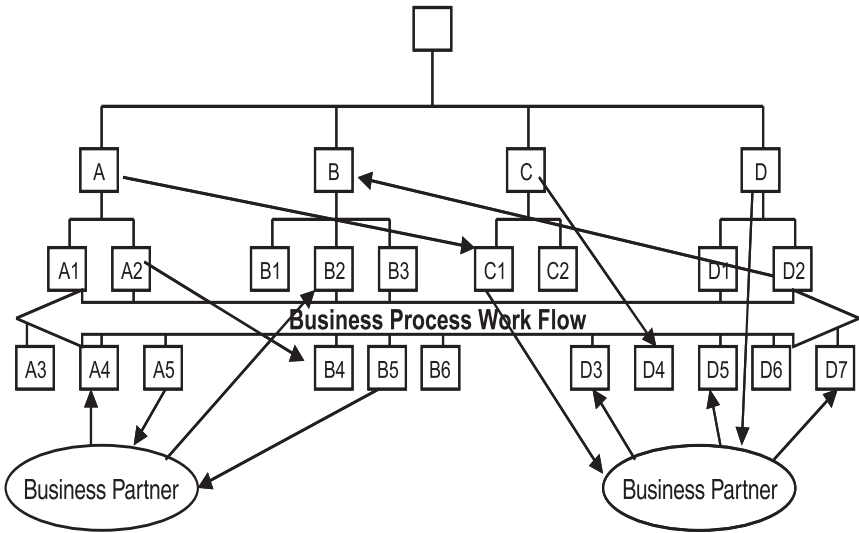 A B C D
A1 A2 B1 B2 B3 C1 C2 D1 D2
Business Process Work Flow
A3 A4 A5 B4 B5 B6 D3 D4 D5 D6 D7
Business Partner Business Partner